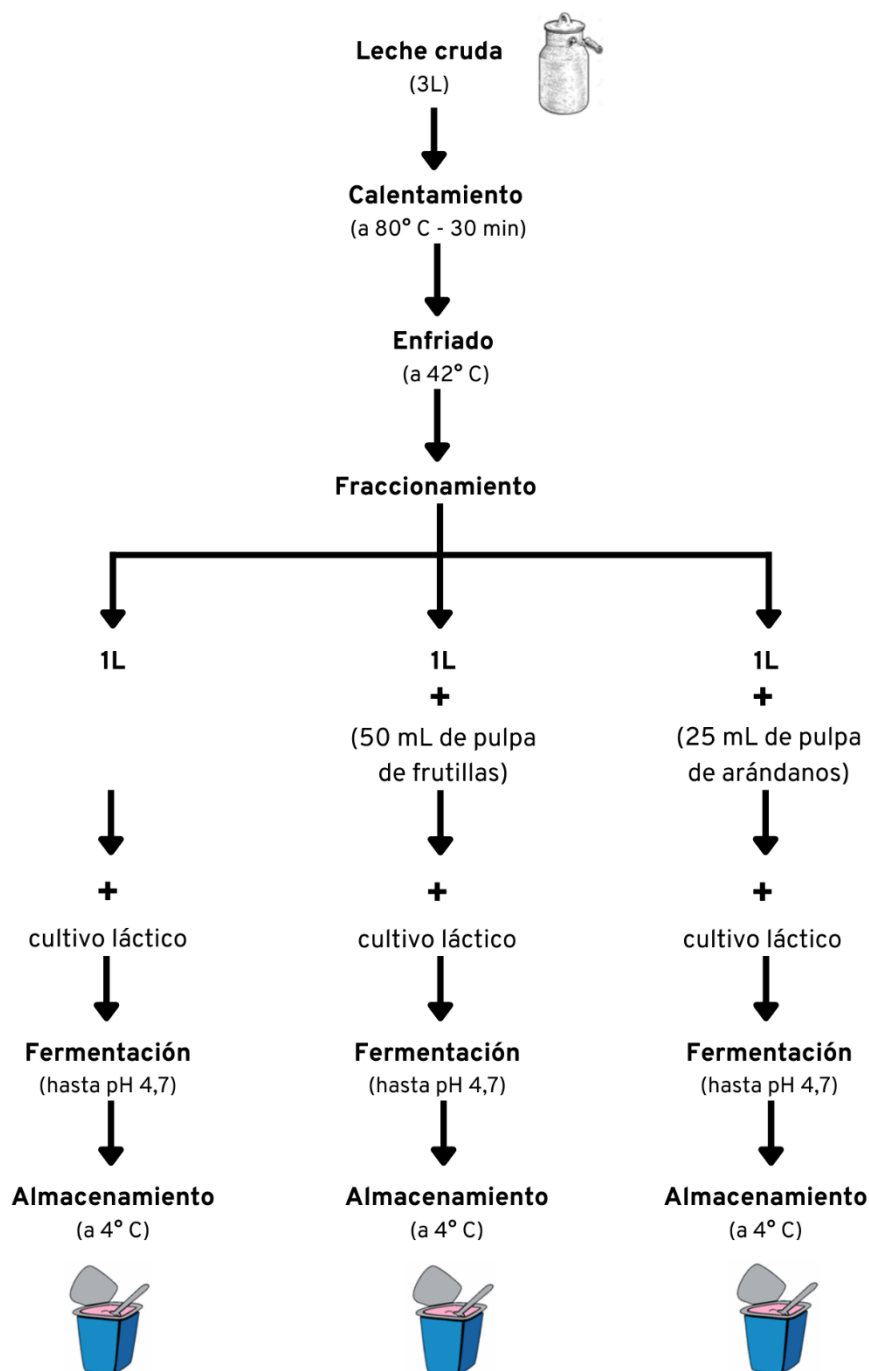 Leche cruda
(3L)
Calentamiento
(a 80° C - 30 min)
Enfriado
(a 42° C)
Fraccionamiento
1L
1L
1L
+
+
(50 mL de pulpa
de frutillas)
(25 mL de pulpa
de arándanos)
+
+
+
cultivo láctico
cultivo láctico
cultivo láctico
Fermentación
(hasta pH 4,7)
Fermentación
(hasta pH 4,7)
Fermentación
(hasta pH 4,7)
Almacenamiento
(a 4° C)
Almacenamiento
(a 4° C)
Almacenamiento
(a 4° C)